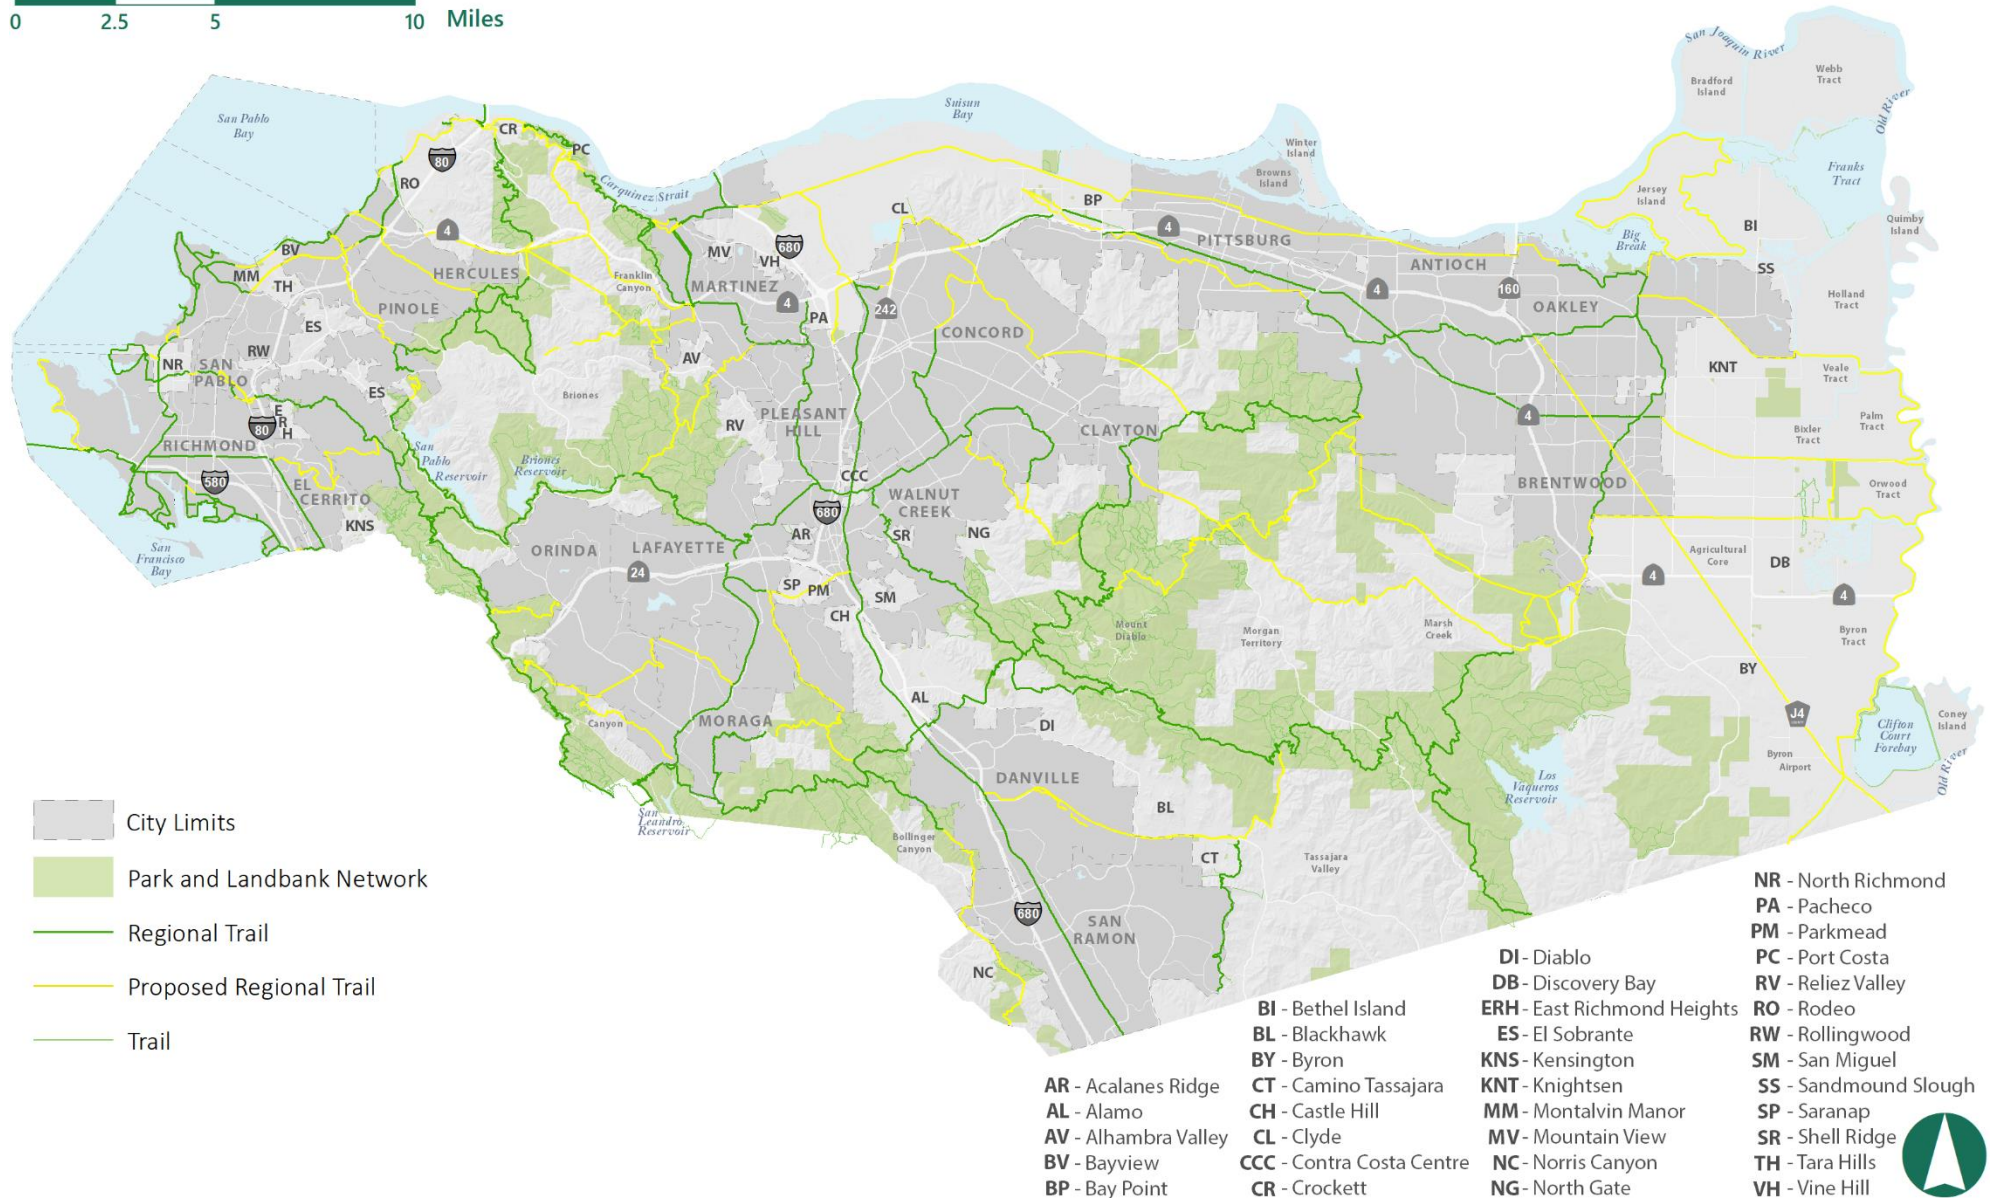 0 2.5 5 10 Miles
San Joaquin River
Webb
Tract
Bradford
Island
Old River
San Pablo
Bay
Suisun
Bay
CR
PC
80
RO
Carquinez Strait
Winter
Island
Browns
Island
Franks
Tract
Jersey
Island
Quimby
Island
BP
CL
4
BI
4
PITTSBURG
Big
Break
BV
MV
VH
680
ANTIOCH
SS
MM
TH
HERCULES
Franklin
Canyon
MARTINEZ
4
4
160
OAKLEY
Holland
Tract
PINOLE
ES
PA
242
CONCORD
RW
NR
SAN
PABLO
AV
KNT
Veale
Tract
ES
Briones
E
R
H
80
PLEASANT
HILL
RV
CLAYTON
4
Palm
Tract
Bixler
Tract
RICHMOND
San
Pablo
Reservoir
Briones
Reservoir
580
EL
CERRITO
CCC
WALNUT
CREEK
BRENTWOOD
Orwood
Tract
KNS
680
AR
SR
NG
San
Francisco
Bay
ORINDA
LAFAYETTE
24
Agricultural
Core
DB
4
4
SP
PM
SM
CH
Mount
Diablo
Morgan
Territory
Marsh
Creek
Byron
Tract
BY
AL
Canyon
MORAGA
DI
J4
Clifton
Court
Forebay
Coney
Island
Byron
Airport
Old River
DANVILLE
BL
Los
Vaqueros
Reservoir
San
Leandro
Reservoir
Bollinger
Canyon
CT
Tassajara
Valley
680
SAN
RAMON
NC
City Limits
Park and Landbank Network
Regional Trail
Proposed Regional Trail
Trail
AR - Acalanes Ridge
AL - Alamo
AV - Alhambra Valley
BV - Bayview
BP - Bay Point
BI - Bethel Island
BL - Blackhawk
BY - Byron
CT - Camino Tassajara
CH - Castle Hill
CL - Clyde
CCC - Contra Costa Centre
CR - Crockett
DI - Diablo
DB - Discovery Bay
ERH - East Richmond Heights
ES - El Sobrante
KNS - Kensington
KNT - Knightsen
MM - Montalvin Manor
MV - Mountain View
NC - Norris Canyon
NG - North Gate
NR - North Richmond
PA - Pacheco
PM - Parkmead
PC - Port Costa
RV - Reliez Valley
RO - Rodeo
RW - Rollingwood
SM - San Miguel
SS - Sandmound Slough
SP - Saranap
SR - Shell Ridge
TH - Tara Hills
VH - Vine Hill